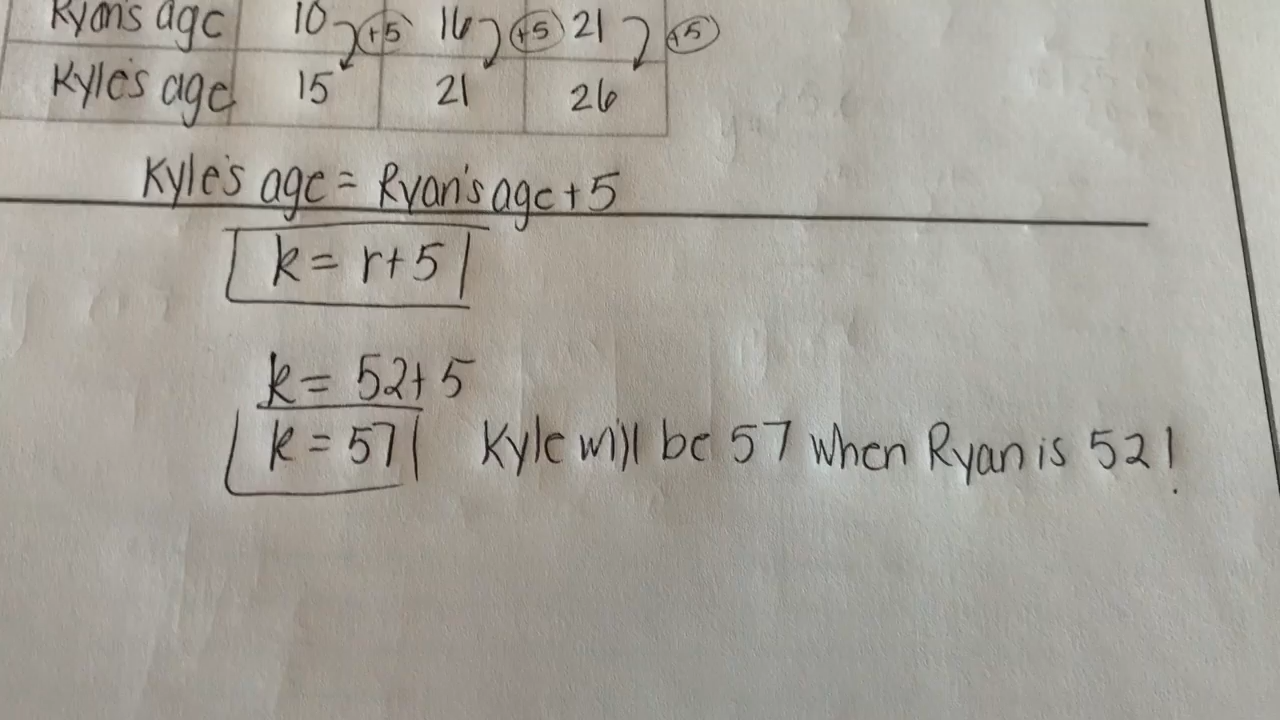 Ryan's age 10 +5 16 +5 21 +5
Kyle's age 15 21 26
Kyle's age = Ryan's age + 5
k = r + 5
k = 52 + 5
k = 57 Kyle will be 57 when Ryan is 52!